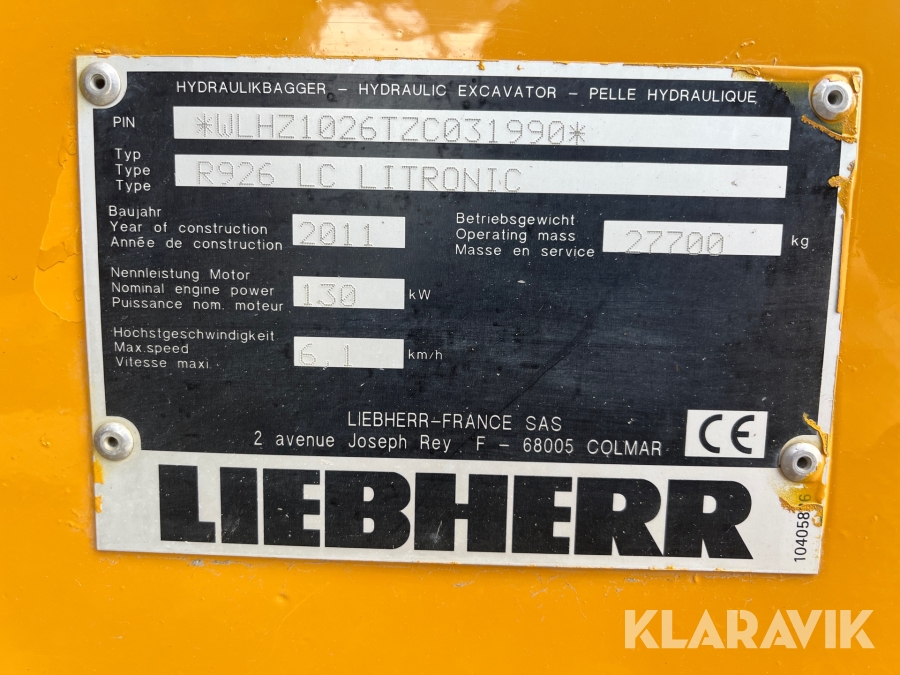 HYDRAULIKBAGGER - HYDRAULIC EXCAVATOR - PELLE HYDRAULIQUE
PIN *WLHZ1026TZC031990*
Typ
Type R926 LC LITRONIC
Type
Baujahr
Year of construction 2011
Année de construction
Betriebsgewicht
Operating mass 27700 kg
Masse en service
Nennleistung Motor
Nominal engine power 130 kW
Puissance nom. moteur
Hochstgeschwindigkeit
Max.speed 6,1 km/h
Vitesse maxi.
LIEBHERR-FRANCE SAS
2 avenue Joseph Rey F - 68005 COLMAR
CE
LIEBHERR
KLARAVIK